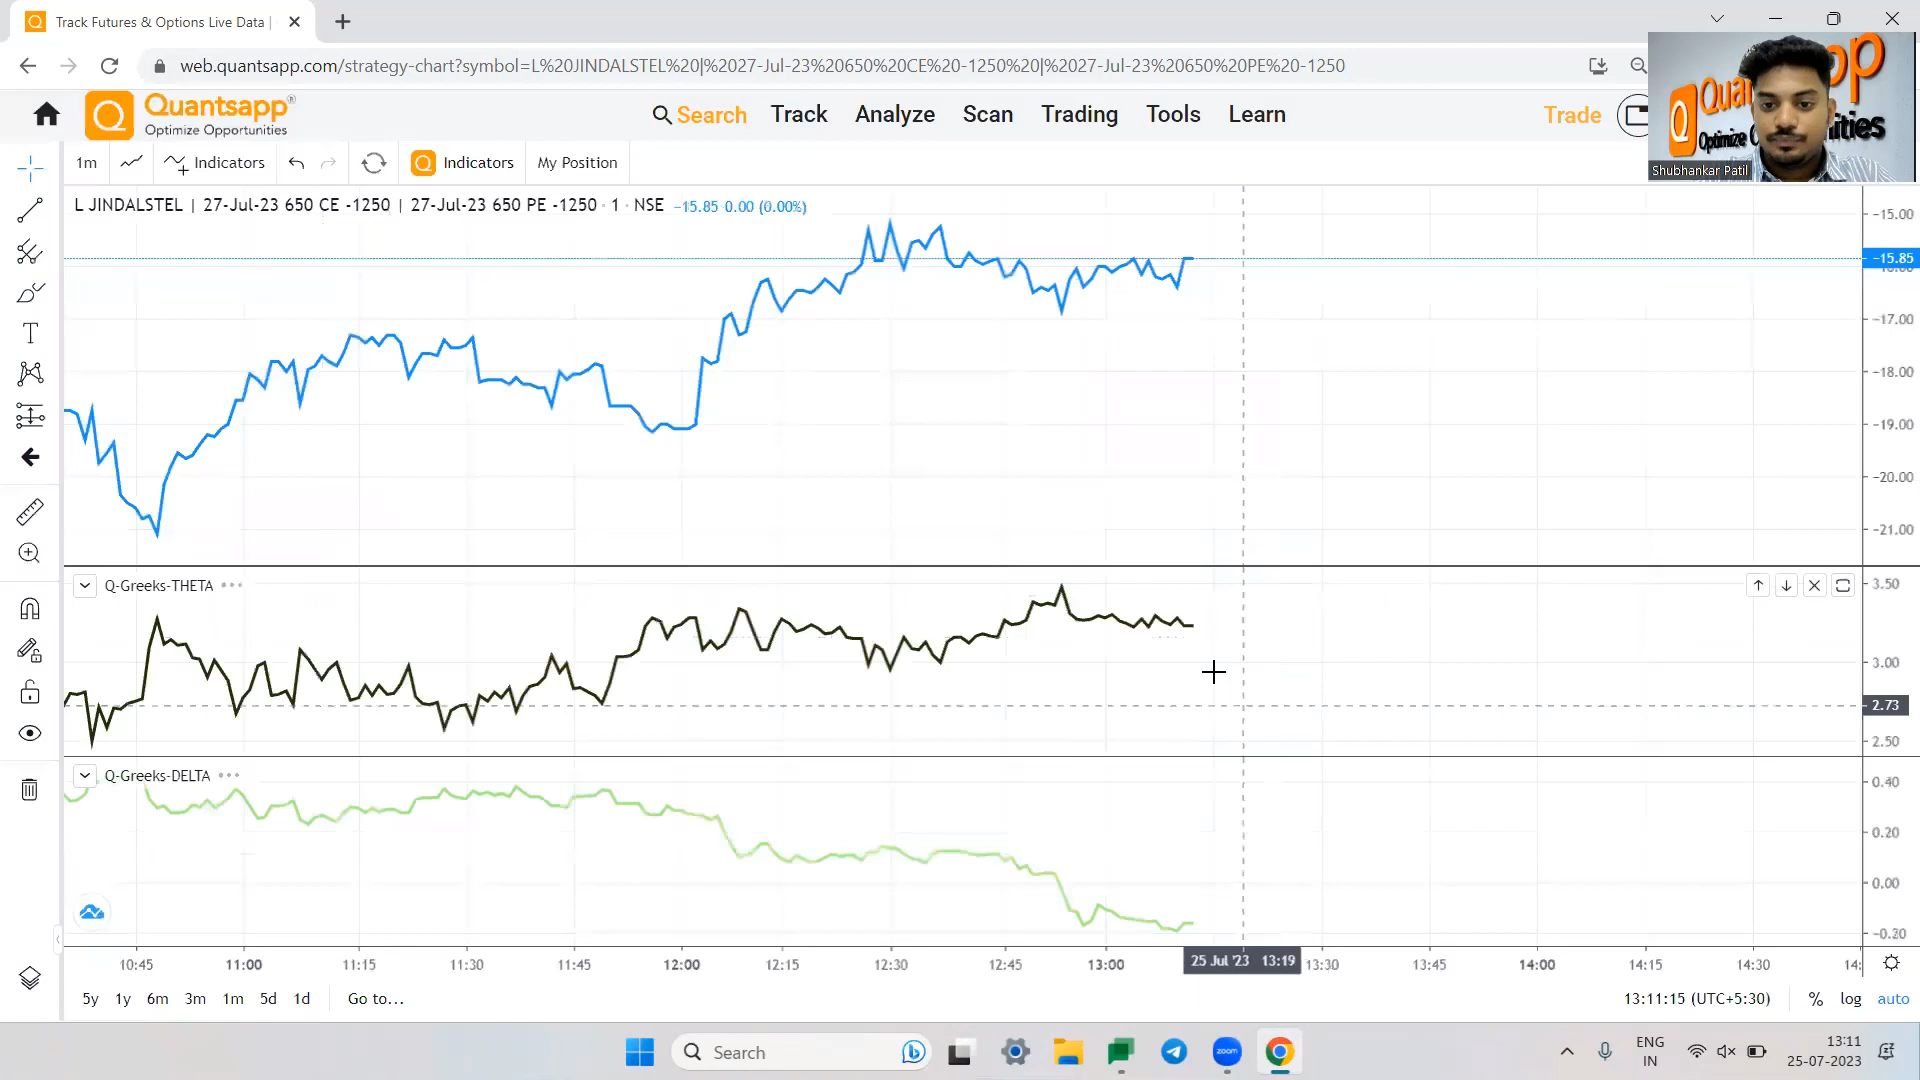 Track Futures & Options Live Data |
web.quantsapp.com/strategy-chart?symbol=L%20JINDALSTEL%20|%2027-Jul-23%20650%20CE%20-1250%20|%2027-Jul-23%20650%20PE%20-1250
Quantsapp®
Optimize Opportunities
Search Track Analyze Scan Trading Tools Learn
Trade
Optimize
Shubhankar Patil
1m Indicators Indicators My Position
L JINDALSTEL | 27-Jul-23 650 CE -1250 | 27-Jul-23 650 PE -1250 · 1 · NSE −15.85 0.00 (0.00%)
−15.00
−15.85
−17.00
−18.00
−19.00
−20.00
−21.00
Q-Greeks-THETA
3.50
3.00
2.73
2.50
Q-Greeks-DELTA
0.40
0.20
0.00
−0.20
10:45 11:00 11:15 11:30 11:45 12:00 12:15 12:30 12:45 13:00 25 Jul '23 13:19 13:30 13:45 14:00 14:15 14:30 14:
5y 1y 6m 3m 1m 5d 1d Go to... 13:11:15 (UTC+5:30) % log auto
Search
zoom
ENG
IN
13:11
25-07-2023